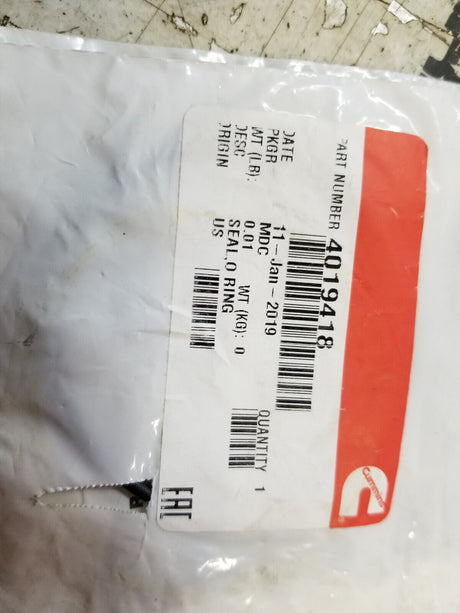 PART NUMBER 4019418
DATE 11-Jan-2019
PKGR MDC
WT (LB): 0.01 WT (KG): 0
DESC SEAL,O RING
ORIGIN US
QUANTITY 1
Cummins
EAC